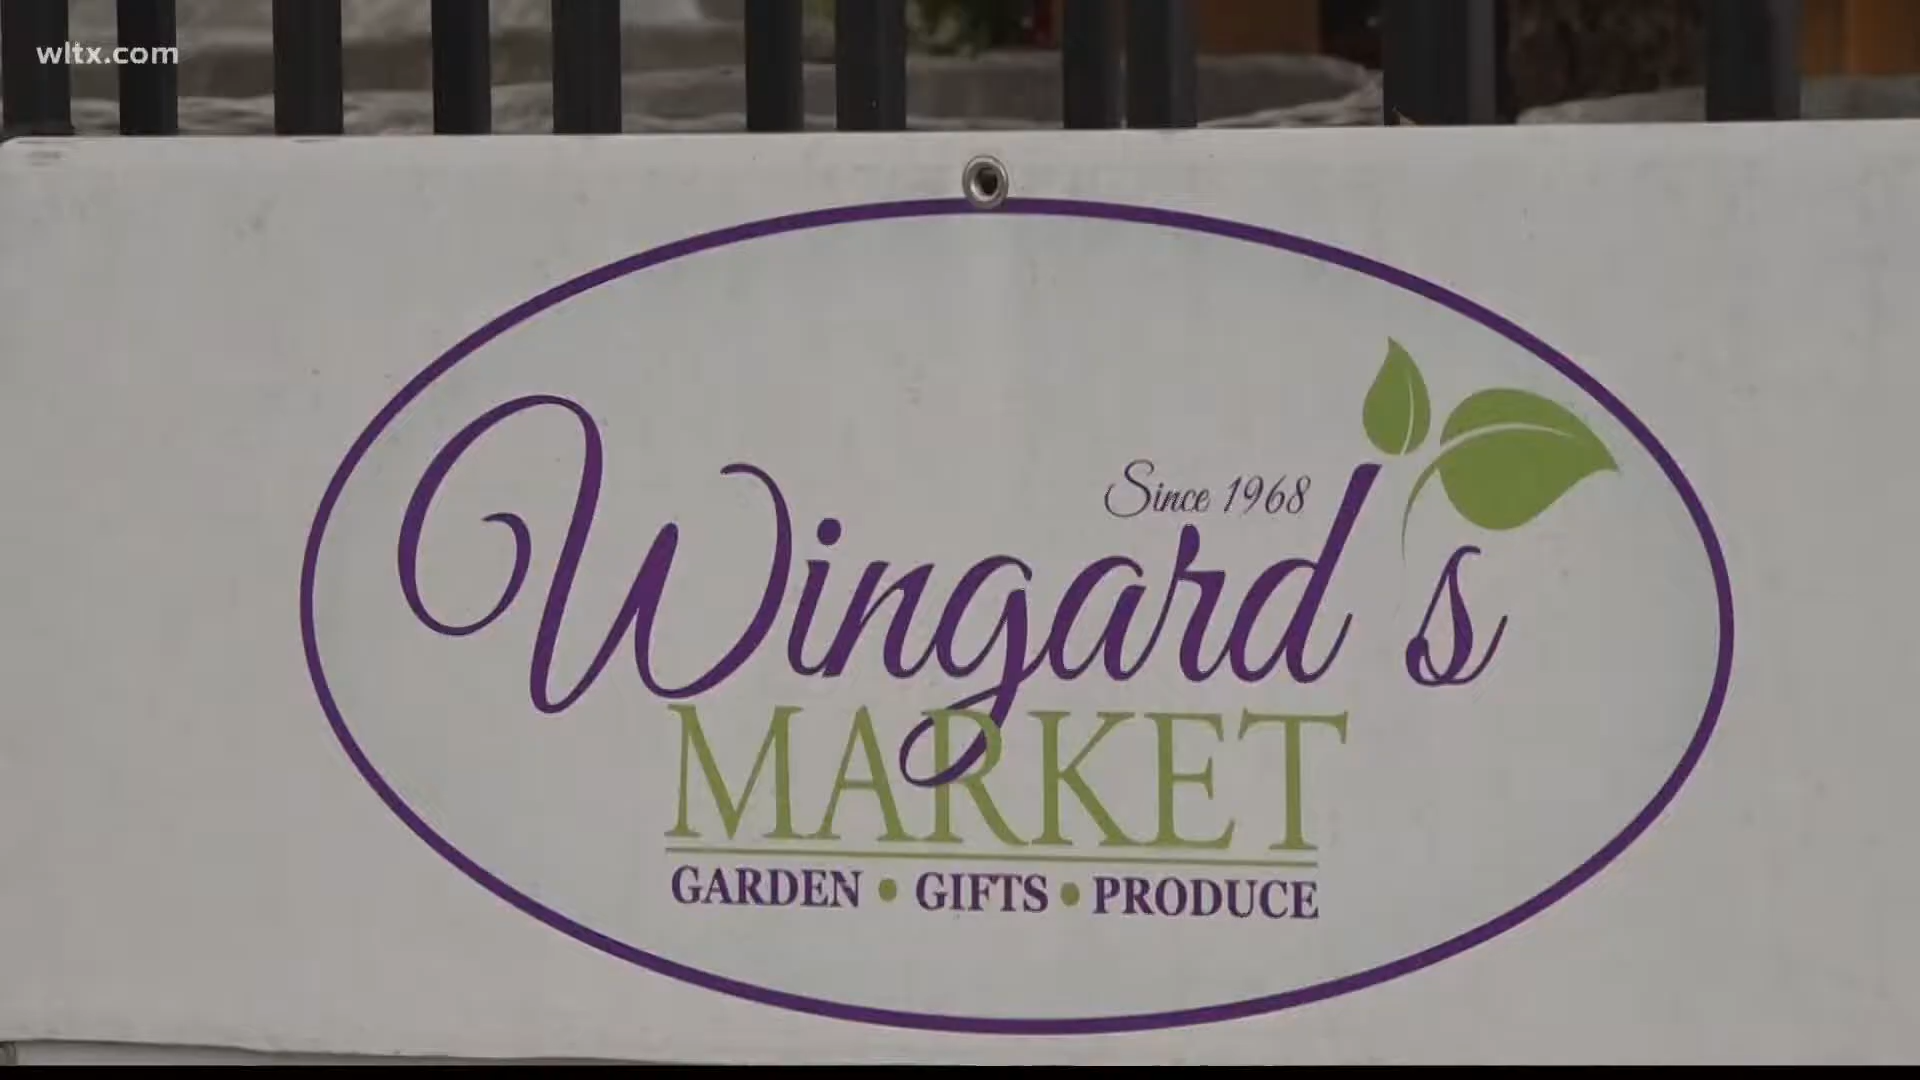 wltx.com
Since 1968
Wingard's
MARKET
GARDEN • GIFTS • PRODUCE